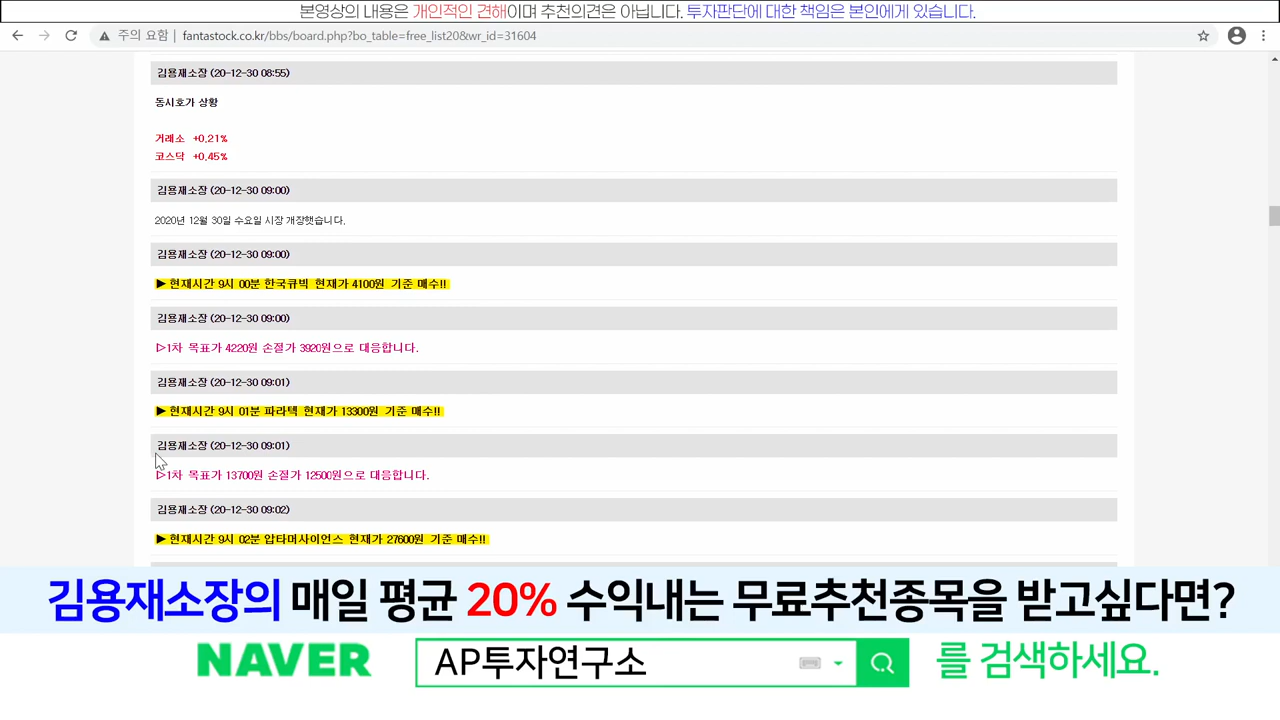 본영상의 내용은 개인적인 견해이며 추천의견은 아닙니다. 투자판단에 대한 책임은 본인에게 있습니다.
주의 요함 | fantastock.co.kr/bbs/board.php?bo_table=free_list20&wr_id=31604
김용재소장 (20-12-30 08:55)
동시호가 상황
거래소 +0.21%
코스닥 +0.45%
김용재소장 (20-12-30 09:00)
2020년 12월 30일 수요일 시장 개장햇습니다.
김용재소장 (20-12-30 09:00)
▶ 현재시간 9시 00분 한국큐빅 현재가 4100원 기준 매수!!
김용재소장 (20-12-30 09:00)
▷1차 목표가 4220원 손절가 3920원으로 대응합니다.
김용재소장 (20-12-30 09:01)
▶ 현재시간 9시 01분 파라텍 현재가 13300원 기준 매수!!
김용재소장 (20-12-30 09:01)
▷1차 목표가 13700원 손절가 12500원으로 대응합니다.
김용재소장 (20-12-30 09:02)
▶ 현재시간 9시 02분 압타머사이언스 현재가 27600원 기준 매수!!
김용재소장의 매일 평균 20% 수익내는 무료추천종목을 받고싶다면?
NAVER AP투자연구소 를 검색하세요.